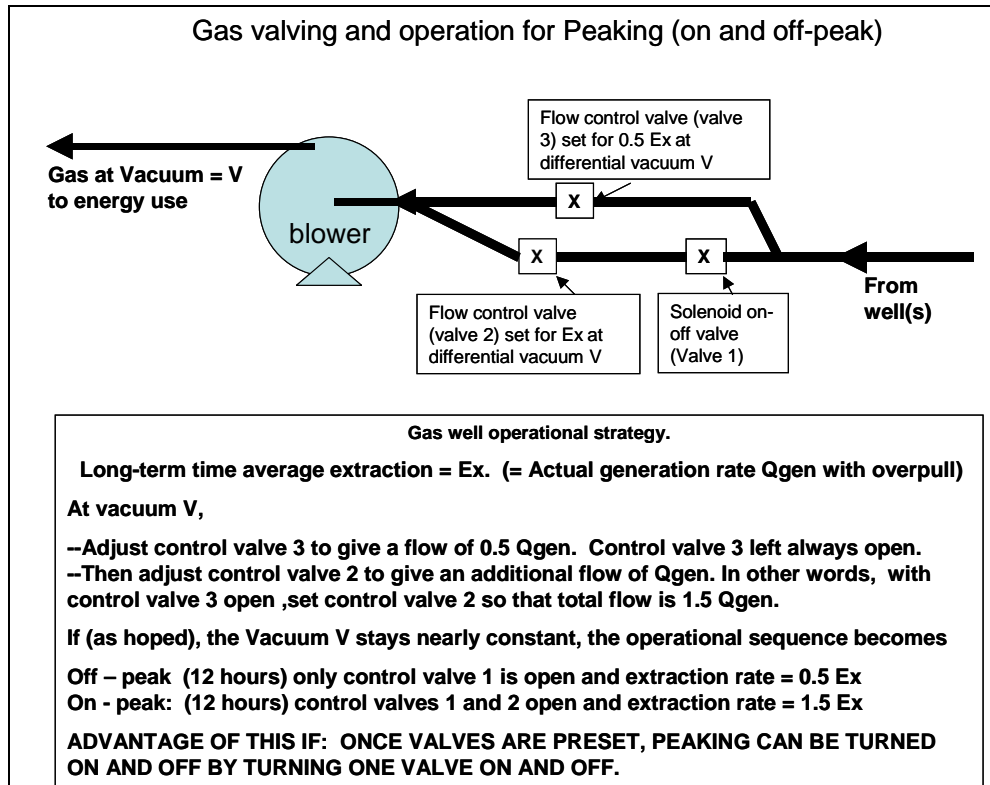 Gas valving and operation for Peaking (on and off-peak)
Flow control valve (valve
3) set for 0.5 Ex at
differential vacuum V
Gas at Vacuum = V
to energy use
X
blower
X
X
From
well(s)
Flow control valve
(valve 2) set for Ex at
differential vacuum V
Solenoid on-
off valve
(Valve 1)
Gas well operational strategy.
Long-term time average extraction = Ex. (= Actual generation rate Qgen with overpull)
At vacuum V,
--Adjust control valve 3 to give a flow of 0.5 Qgen. Control valve 3 left always open.
--Then adjust control valve 2 to give an additional flow of Qgen. In other words, with
control valve 3 open ,set control valve 2 so that total flow is 1.5 Qgen.
If (as hoped), the Vacuum V stays nearly constant, the operational sequence becomes
Off – peak (12 hours) only control valve 1 is open and extraction rate = 0.5 Ex
On - peak: (12 hours) control valves 1 and 2 open and extraction rate = 1.5 Ex
ADVANTAGE OF THIS IF: ONCE VALVES ARE PRESET, PEAKING CAN BE TURNED
ON AND OFF BY TURNING ONE VALVE ON AND OFF.